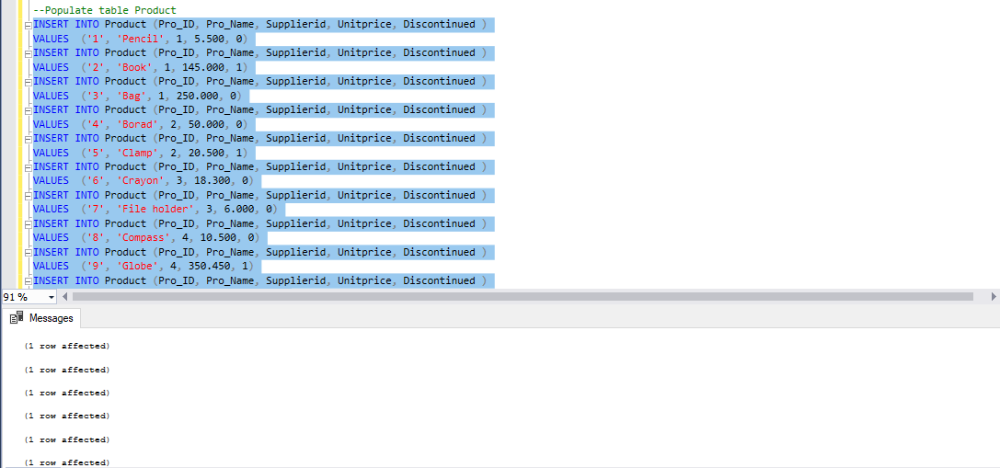 --Populate table Product
INSERT INTO Product (Pro_ID, Pro_Name, Supplierid, Unitprice, Discontinued )
VALUES  ('1', 'Pencil', 1, 5.500, 0)
INSERT INTO Product (Pro_ID, Pro_Name, Supplierid, Unitprice, Discontinued )
VALUES  ('2', 'Book', 1, 145.000, 1)
INSERT INTO Product (Pro_ID, Pro_Name, Supplierid, Unitprice, Discontinued )
VALUES  ('3', 'Bag', 1, 250.000, 0)
INSERT INTO Product (Pro_ID, Pro_Name, Supplierid, Unitprice, Discontinued )
VALUES  ('4', 'Borad', 2, 50.000, 0)
INSERT INTO Product (Pro_ID, Pro_Name, Supplierid, Unitprice, Discontinued )
VALUES  ('5', 'Clamp', 2, 20.500, 1)
INSERT INTO Product (Pro_ID, Pro_Name, Supplierid, Unitprice, Discontinued )
VALUES  ('6', 'Crayon', 3, 18.300, 0)
INSERT INTO Product (Pro_ID, Pro_Name, Supplierid, Unitprice, Discontinued )
VALUES  ('7', 'File holder', 3, 6.000, 0)
INSERT INTO Product (Pro_ID, Pro_Name, Supplierid, Unitprice, Discontinued )
VALUES  ('8', 'Compass', 4, 10.500, 0)
INSERT INTO Product (Pro_ID, Pro_Name, Supplierid, Unitprice, Discontinued )
VALUES  ('9', 'Globe', 4, 350.450, 1)
INSERT INTO Product (Pro_ID, Pro_Name, Supplierid, Unitprice, Discontinued )
91 %
Messages
(1 row affected)
(1 row affected)
(1 row affected)
(1 row affected)
(1 row affected)
(1 row affected)